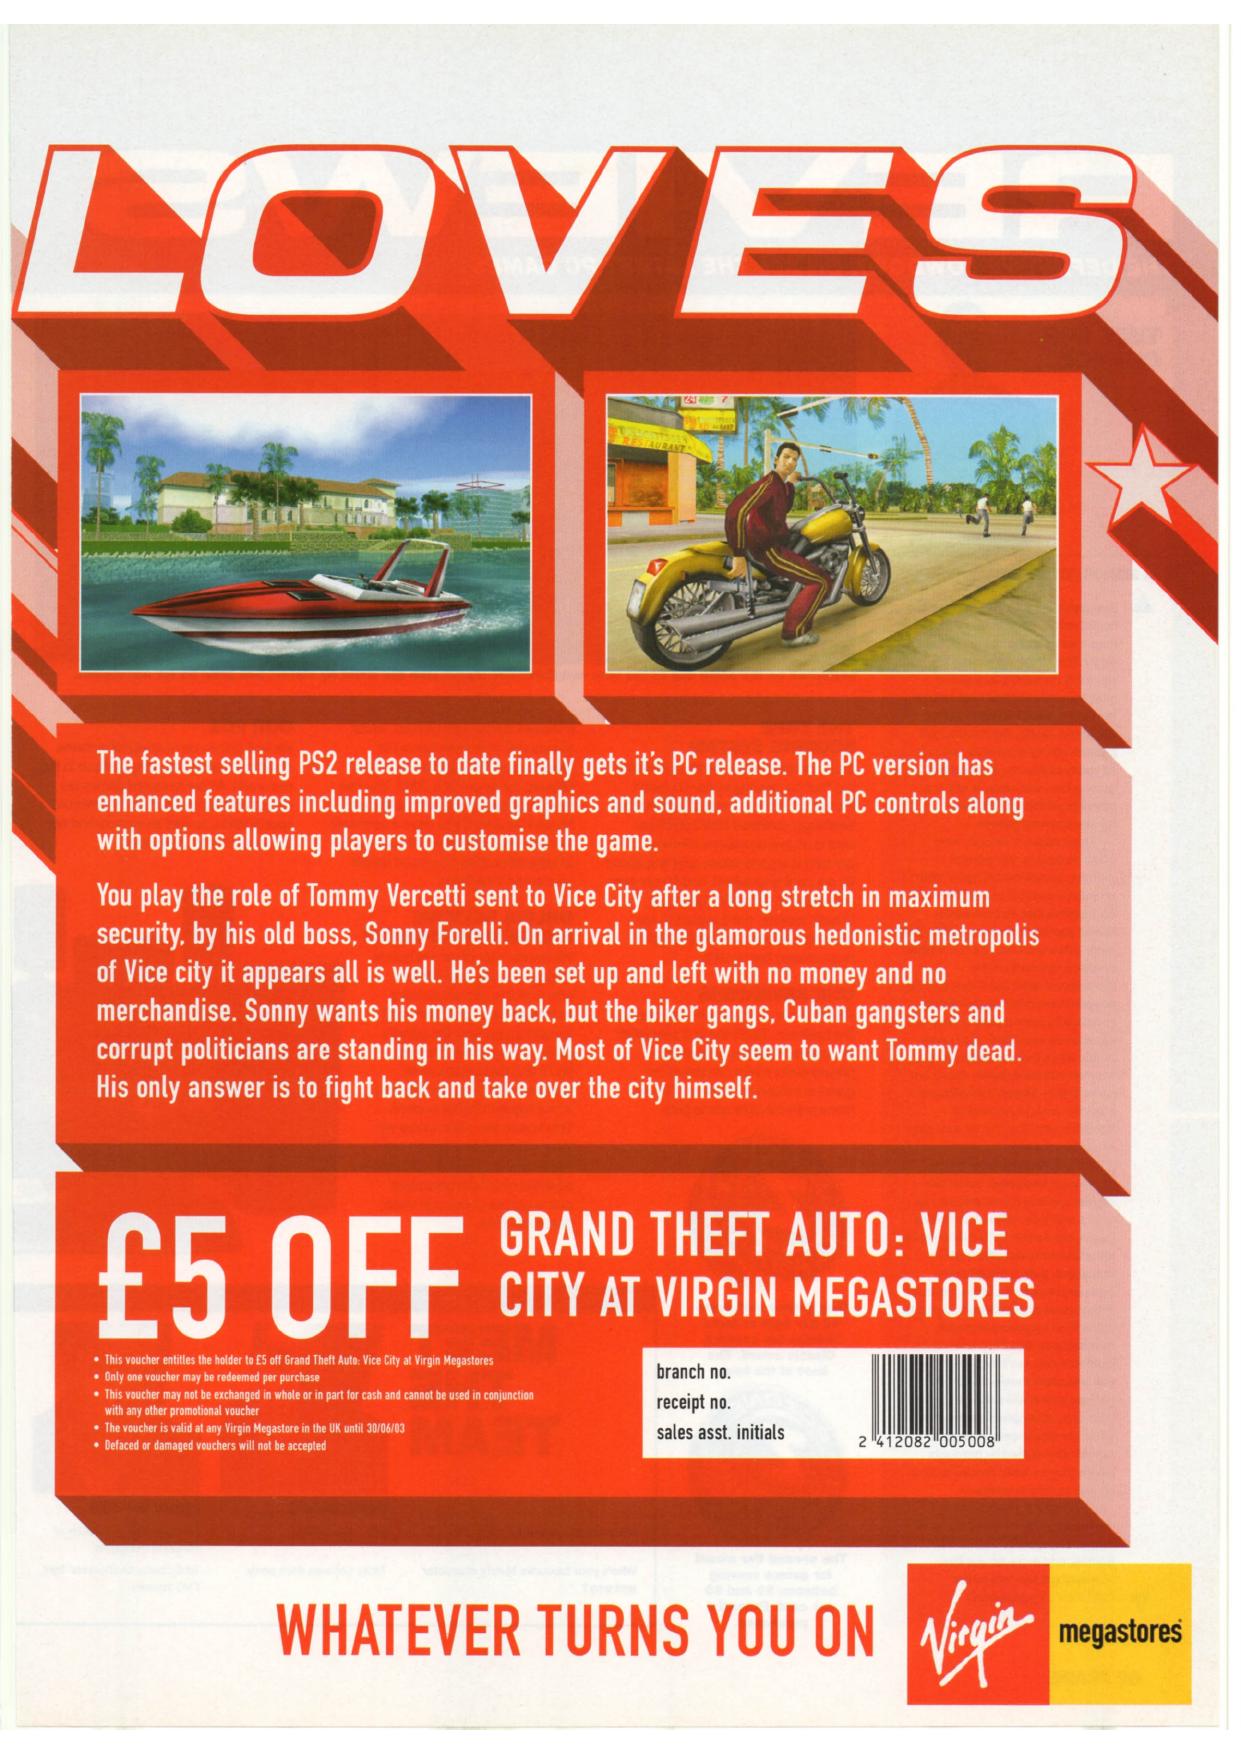 LOVES
RESTAURANT
The fastest selling PS2 release to date finally gets it's PC release. The PC version has
enhanced features including improved graphics and sound, additional PC controls along
with options allowing players to customise the game.
You play the role of Tommy Vercetti sent to Vice City after a long stretch in maximum
security, by his old boss, Sonny Forelli. On arrival in the glamorous hedonistic metropolis
of Vice city it appears all is well. He's been set up and left with no money and no
merchandise. Sonny wants his money back, but the biker gangs, Cuban gangsters and
corrupt politicians are standing in his way. Most of Vice City seem to want Tommy dead.
His only answer is to fight back and take over the city himself.
£5 OFF
GRAND THEFT AUTO: VICE
CITY AT VIRGIN MEGASTORES
• This voucher entitles the holder to £5 off Grand Theft Auto: Vice City at Virgin Megastores
• Only one voucher may be redeemed per purchase
• This voucher may not be exchanged in whole or in part for cash and cannot be used in conjunction
with any other promotional voucher
• The voucher is valid at any Virgin Megastore in the UK until 30/06/03
• Defaced or damaged vouchers will not be accepted
branch no.
receipt no.
sales asst. initials
2 412082 005008
WHATEVER TURNS YOU ON
Virgin megastores